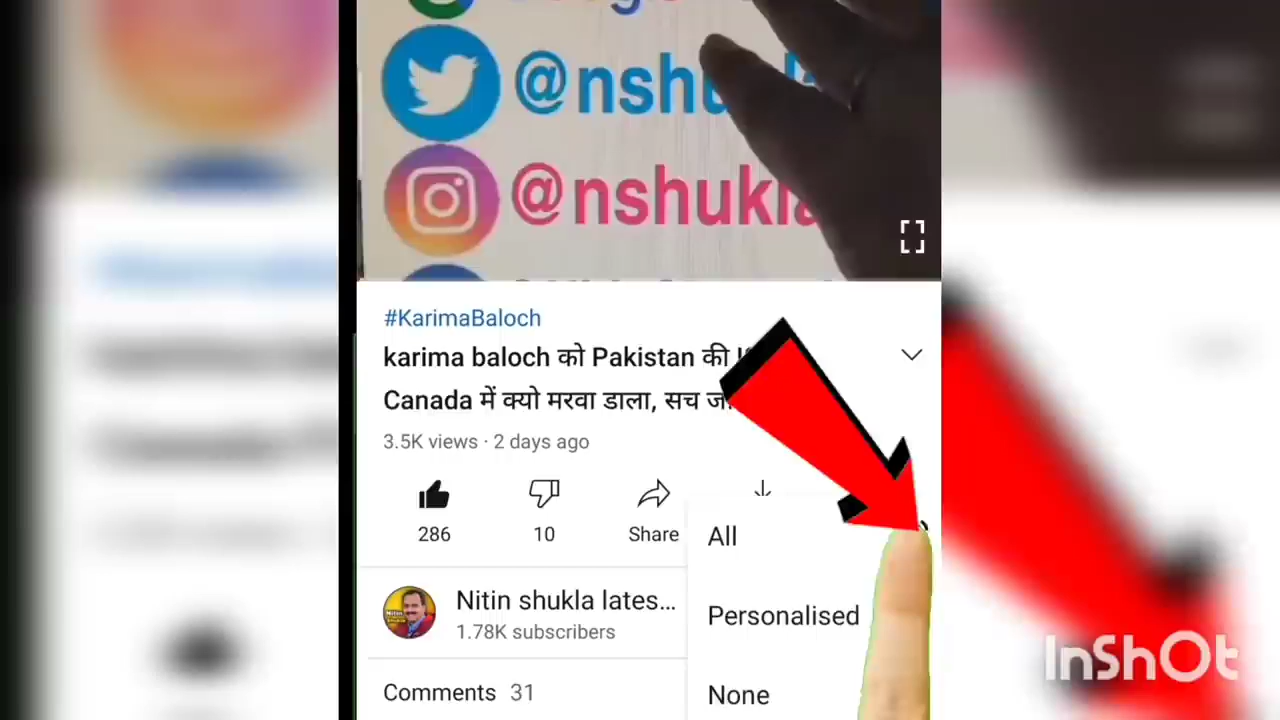 @nshukla
@nshukla
#KarimaBaloch
karima baloch को Pakistan की
Canada में क्यो मरवा डाला, सच
3.5K views · 2 days ago
286
10
Share
All
Nitin shukla lates...
Personalised
1.78K subscribers
Comments 31
None
InShOt